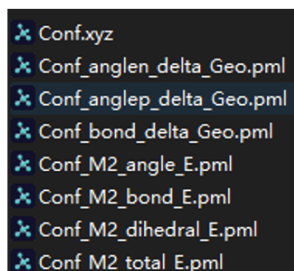 Conf.xyz
Conf_anglen_delta_Geo.pml
Conf_anglep_delta_Geo.pml
Conf_bond_delta_Geo.pml
Conf_M2_angle_E.pml
Conf_M2_bond_E.pml
Conf_M2_dihedral_E.pml
Conf_M2_total_E.pml